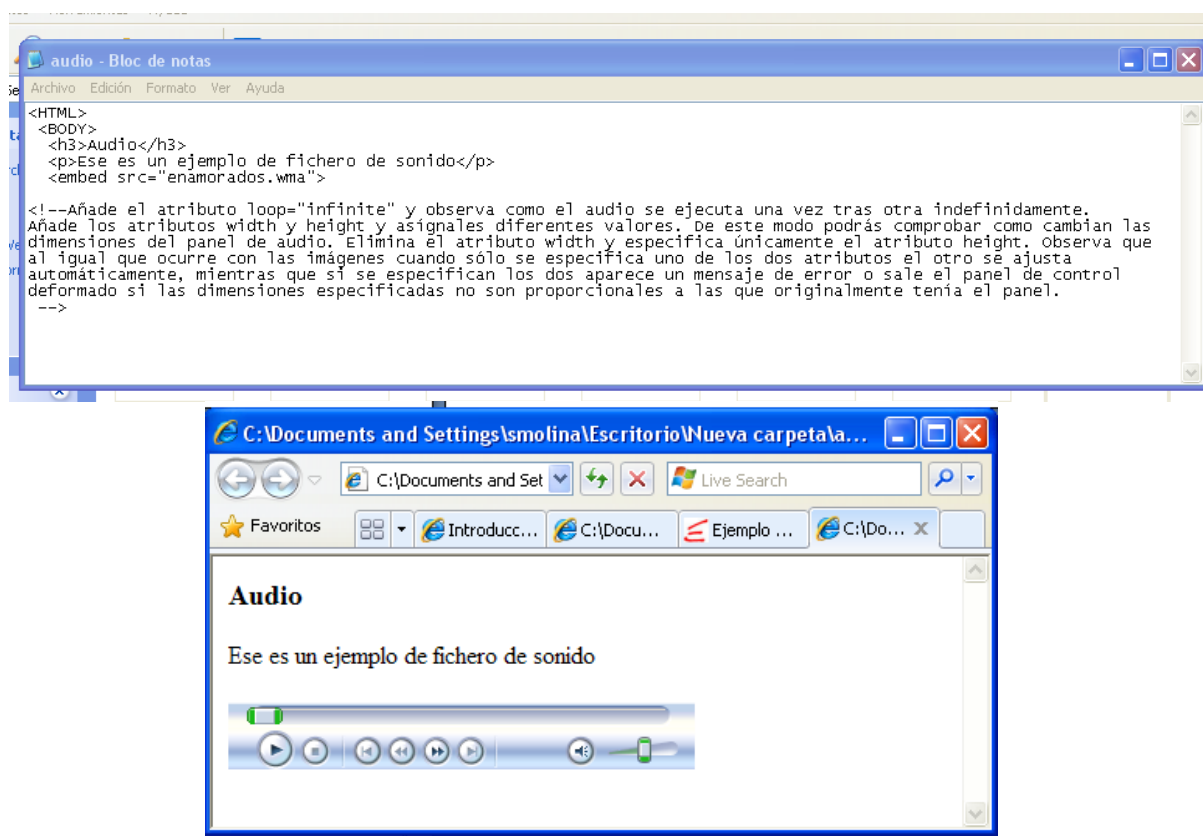 audio - Bloc de notas
Archivo Edición Formato Ver Ayuda
<HTML>
<BODY>
<h3>Audio</h3>
<p>Ese es un ejemplo de fichero de sonido</p>
<embed src="enamorados.wma">
<!--Añade el atributo loop="infinite" y observa como el audio se ejecuta una vez tras otra indefinidamente.
Añade los atributos width y height y asígnales diferentes valores. De este modo podrás comprobar como cambian las
dimensiones del panel de audio. Elimina el atributo width y especifica únicamente el atributo height. Observa que
al igual que ocurre con las imágenes cuando sólo se especifica uno de los dos atributos el otro se ajusta
automáticamente, mientras que si se especifican los dos aparece un mensaje de error o sale el panel de control
deformado si las dimensiones especificadas no son proporcionales a las que originalmente tenía el panel.
-->
C:\Documents and Settings\smolina\Escritorio\Nueva carpeta\a...
C:\Documents and Set Live Search
Favoritos Introducc... C:\Docu... Ejemplo ... C:\Do...
Audio
Ese es un ejemplo de fichero de sonido